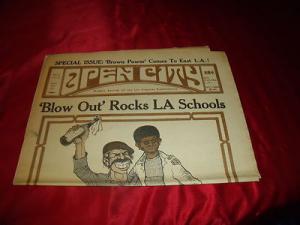 SPECIAL ISSUE: 'Brown Power' Comes To East L.A.!
OPEN CITY
'Blow Out' Rocks LA Schools